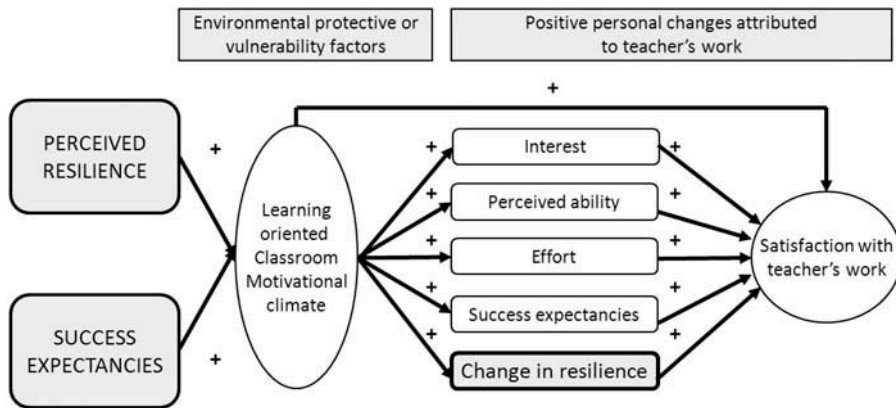 Environmental protective or
vulnerability factors
Positive personal changes attributed
to teacher's work
+
PERCEIVED
RESILIENCE
+
SUCCESS
EXPECTANCIES
+
Learning
oriented
Classroom
Motivational
climate
+
Interest
+
+
Perceived ability
+
+
Effort
+
+
Success expectancies
+
+
Change in resilience
+
Satisfaction with
teacher's work